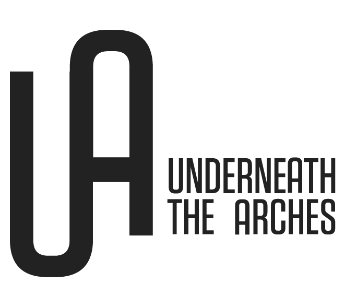 UA
UNDERNEATH
THE ARCHES